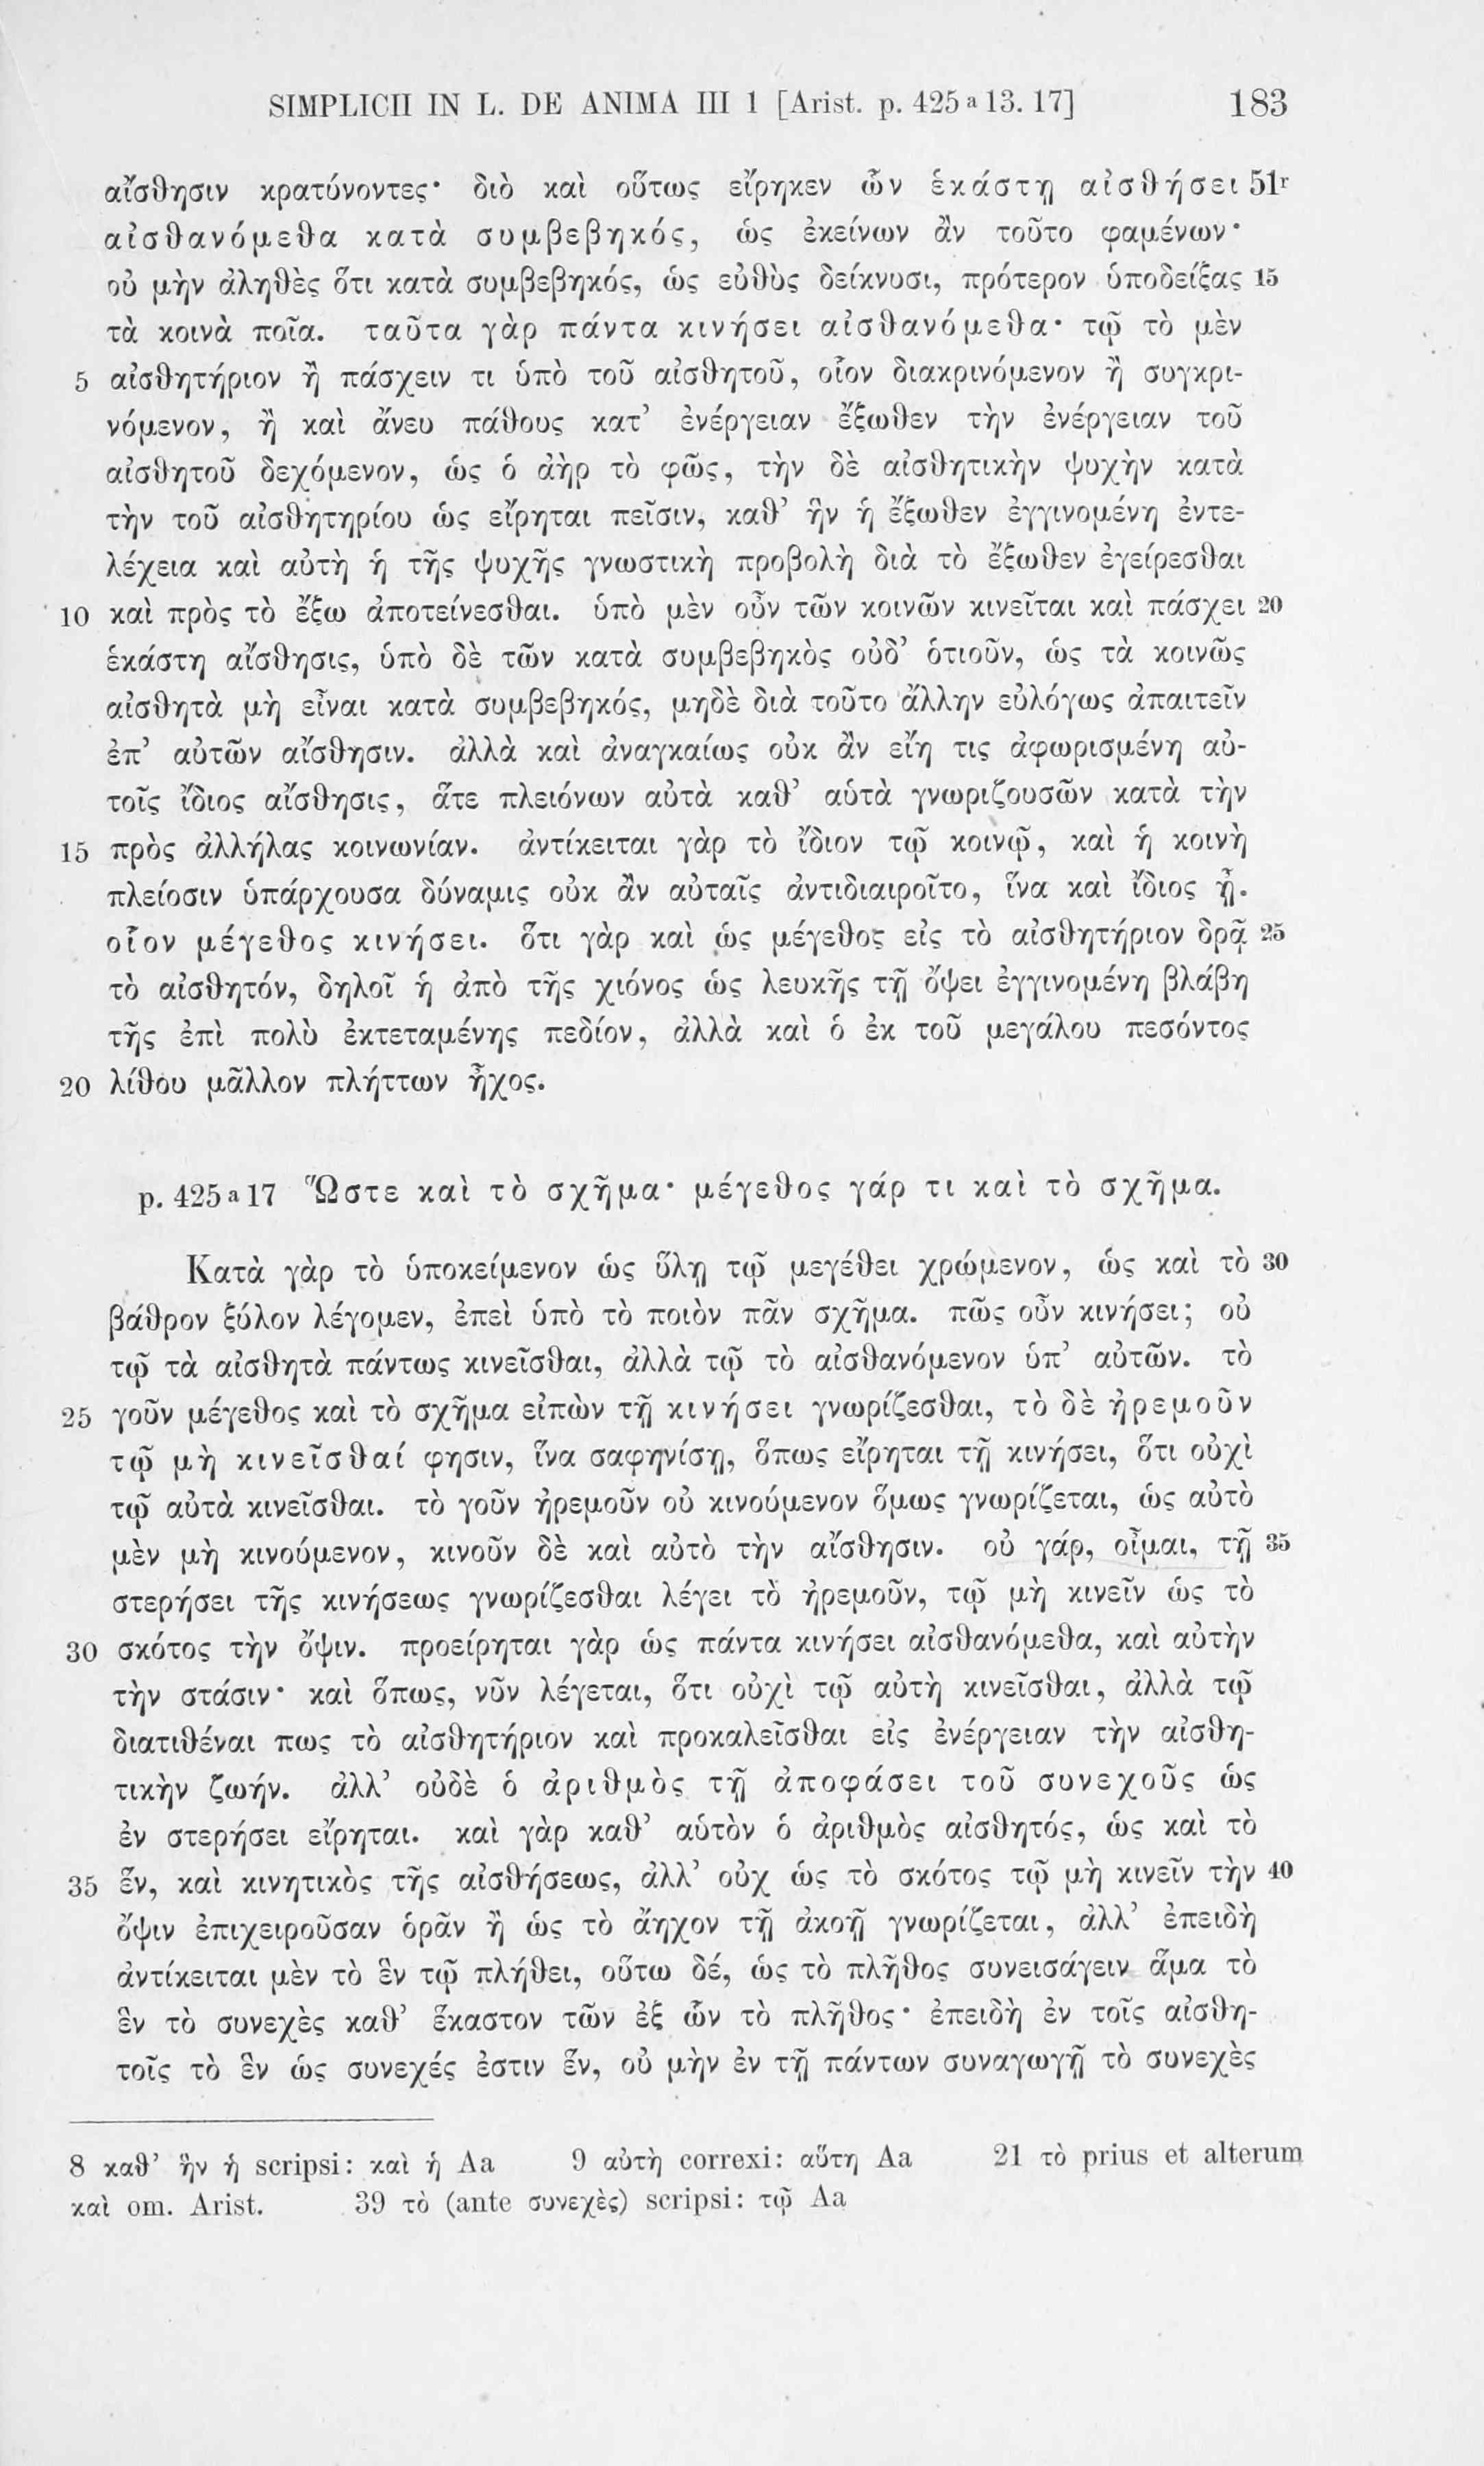 SIMPLICII IN L. DE ANIMA III 1 [Arist. p. 425 a 13. 17] 183
αἴσθησιν κρατύνοντες· διὸ καὶ οὕτως εἴρηκεν ὧν ἑκάστῃ αἰσθήσει 51r
αἰσθανόμεθα κατὰ συμβεβηκός, ὡς ἐκείνων ἂν τοῦτο φαμένων·
οὐ μὴν ἀληθὲς ὅτι κατὰ συμβεβηκός, ὡς εὐθὺς δείκνυσι, πρότερον ὑποδείξας 15
τὰ κοινὰ ποῖα. ταῦτα γὰρ πάντα κινήσει αἰσθανόμεθα· τῷ τὸ μὲν
5 αἰσθητήριον ἢ πάσχειν τι ὑπὸ τοῦ αἰσθητοῦ, οἷον διακρινόμενον ἢ συγκρι-
νόμενον, ἢ καὶ ἄνευ πάθους κατ’ ἐνέργειαν ἔξωθεν τὴν ἐνέργειαν τοῦ
αἰσθητοῦ δεχόμενον, ὡς ὁ ἀὴρ τὸ φῶς, τὴν δὲ αἰσθητικὴν ψυχὴν κατὰ
τὴν τοῦ αἰσθητηρίου ὡς εἴρηται πεῖσιν, καθ’ ἣν ἡ ἔξωθεν ἐγγινομένη ἐντε-
λέχεια καὶ αὐτὴ ἡ τῆς ψυχῆς γνωστικὴ προβολὴ διὰ τὸ ἔξωθεν ἐγείρεσθαι
10 καὶ πρὸς τὸ ἔξω ἀποτείνεσθαι. ὑπὸ μὲν οὖν τῶν κοινῶν κινεῖται καὶ πάσχει 20
ἑκάστη αἴσθησις, ὑπὸ δὲ τῶν κατὰ συμβεβηκὸς οὐδ’ ὁτιοῦν, ὡς τὰ κοινῶς
αἰσθητὰ μὴ εἶναι κατὰ συμβεβηκός, μηδὲ διὰ τοῦτο ἄλλην εὐλόγως ἀπαιτεῖν
ἐπ’ αὐτῶν αἴσθησιν. ἀλλὰ καὶ ἀναγκαίως οὐκ ἂν εἴη τις ἀφωρισμένη αὐ-
τοῖς ἴδιος αἴσθησις, ἅτε πλειόνων αὐτὰ καθ’ αὑτὰ γνωριζουσῶν κατὰ τὴν
15 πρὸς ἀλλήλας κοινωνίαν. ἀντίκειται γὰρ τὸ ἴδιον τῷ κοινῷ, καὶ ἡ κοινὴ
πλείοσιν ὑπάρχουσα δύναμις οὐκ ἂν αὐταῖς ἀντιδιαιροῖτο, ἵνα καὶ ἴδιος ᾖ.
οἷον μέγεθος κινήσει. ὅτι γὰρ καὶ ὡς μέγεθος εἰς τὸ αἰσθητήριον δρᾷ 25
τὸ αἰσθητόν, δηλοῖ ἡ ἀπὸ τῆς χιόνος ὡς λευκῆς τῇ ὄψει ἐγγινομένη βλάβη
τῆς ἐπὶ πολὺ ἐκτεταμένης πεδίον, ἀλλὰ καὶ ὁ ἐκ τοῦ μεγάλου πεσόντος
20 λίθου μᾶλλον πλήττων ἦχος.
p. 425 a 17 Ὥστε καὶ τὸ σχῆμα· μέγεθος γάρ τι καὶ τὸ σχῆμα.
Κατὰ γὰρ τὸ ὑποκείμενον ὡς ὕλῃ τῷ μεγέθει χρώμενον, ὡς καὶ τὸ 30
βάθρον ξύλον λέγομεν, ἐπεὶ ὑπὸ τὸ ποιὸν πᾶν σχῆμα. πῶς οὖν κινήσει; οὐ
τῷ τὰ αἰσθητὰ πάντως κινεῖσθαι, ἀλλὰ τῷ τὸ αἰσθανόμενον ὑπ’ αὐτῶν. τὸ
25 γοῦν μέγεθος καὶ τὸ σχῆμα εἰπὼν τῇ κινήσει γνωρίζεσθαι, τὸ δὲ ἠρεμοῦν
τῷ μὴ κινεῖσθαί φησιν, ἵνα σαφηνίσῃ, ὅπως εἴρηται τῇ κινήσει, ὅτι οὐχὶ
τῷ αὐτὰ κινεῖσθαι. τὸ γοῦν ἠρεμοῦν οὐ κινούμενον ὅμως γνωρίζεται, ὡς αὐτὸ
μὲν μὴ κινούμενον, κινοῦν δὲ καὶ αὐτὸ τὴν αἴσθησιν. οὐ γάρ, οἶμαι, τῇ 35
στερήσει τῆς κινήσεως γνωρίζεσθαι λέγει τὸ ἠρεμοῦν, τῷ μὴ κινεῖν ὡς τὸ
30 σκότος τὴν ὄψιν. προείρηται γὰρ ὡς πάντα κινήσει αἰσθανόμεθα, καὶ αὐτὴν
τὴν στάσιν· καὶ ὅπως, νῦν λέγεται, ὅτι οὐχὶ τῷ αὐτὴ κινεῖσθαι, ἀλλὰ τῷ
διατιθέναι πως τὸ αἰσθητήριον καὶ προκαλεῖσθαι εἰς ἐνέργειαν τὴν αἰσθη-
τικὴν ζωήν. ἀλλ’ οὐδὲ ὁ ἀριθμὸς τῇ ἀποφάσει τοῦ συνεχοῦς ὡς
ἐν στερήσει εἴρηται. καὶ γὰρ καθ’ αὑτὸν ὁ ἀριθμὸς αἰσθητός, ὡς καὶ τὸ
35 ἕν, καὶ κινητικὸς τῆς αἰσθήσεως, ἀλλ’ οὐχ ὡς τὸ σκότος τῷ μὴ κινεῖν τὴν 40
ὄψιν ἐπιχειροῦσαν ὁρᾶν ἢ ὡς τὸ ἄηχον τῇ ἀκοῇ γνωρίζεται, ἀλλ’ ἐπειδὴ
ἀντίκειται μὲν τὸ ἓν τῷ πλήθει, οὕτω δέ, ὡς τὸ πλῆθος συνεισάγειν ἅμα τὸ
ἓν τὸ συνεχὲς καθ’ ἕκαστον τῶν ἐξ ὧν τὸ πλῆθος· ἐπειδὴ ἐν τοῖς αἰσθη-
τοῖς τὸ ἓν ὡς συνεχές ἐστιν ἕν, οὐ μὴν ἐν τῇ πάντων συναγωγῇ τὸ συνεχὲς
8 καθ’ ἣν ἡ scripsi: καὶ ἡ Aa 9 αὐτὴ correxi: αὕτη Aa 21 τὸ prius et alterum
καὶ om. Arist. 39 τὸ (ante συνεχὲς) scripsi: τῷ Aa